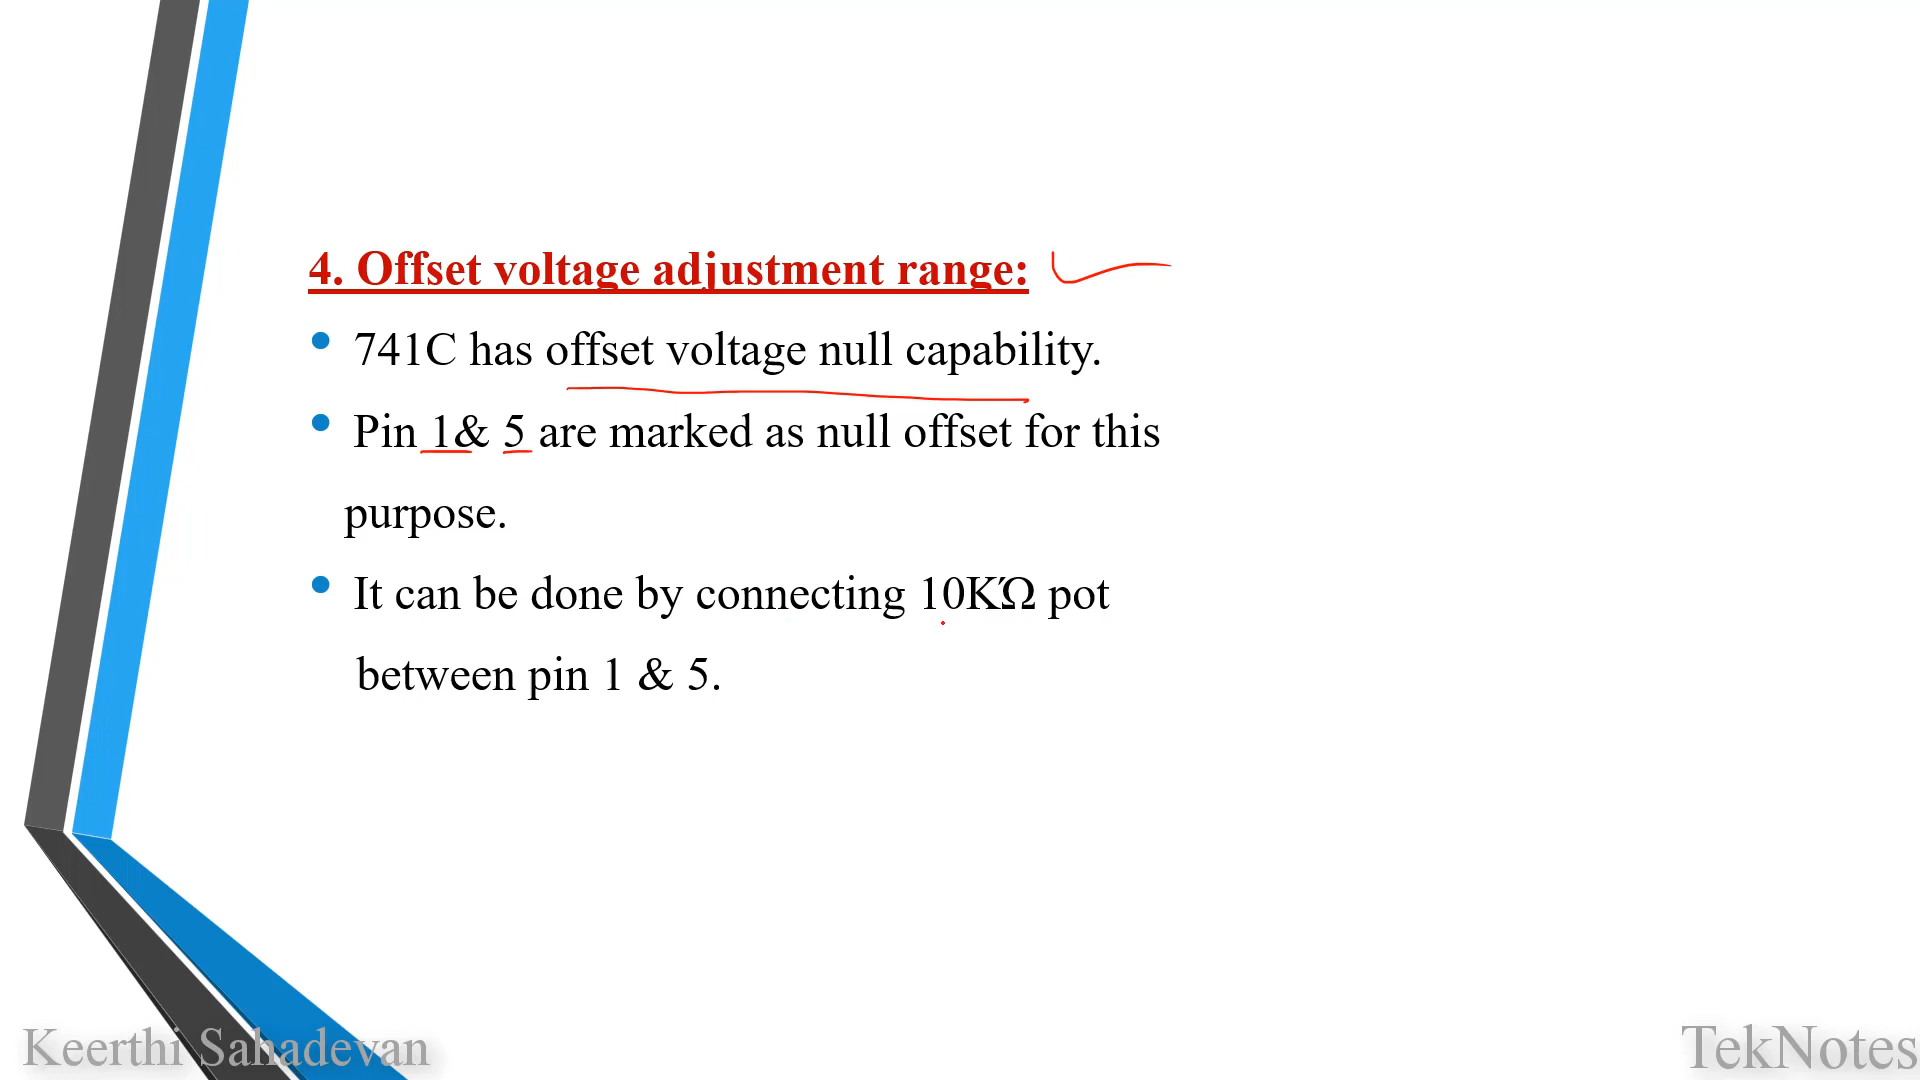 4. Offset voltage adjustment range:
• 741C has offset voltage null capability.
• Pin 1& 5 are marked as null offset for this
purpose.
• It can be done by connecting 10KΏ pot
between pin 1 & 5.
Keerthi Sahadevan
TekNotes